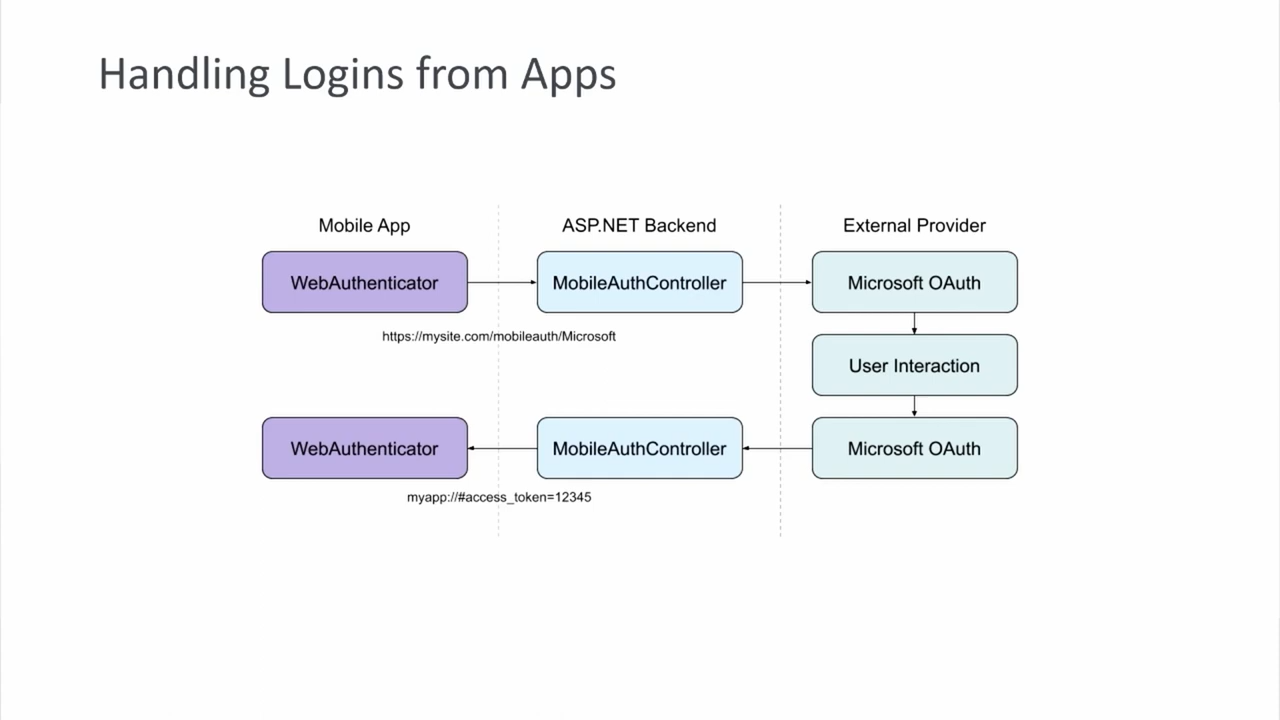 Handling Logins from Apps
Mobile App
ASP.NET Backend
External Provider
WebAuthenticator
MobileAuthController
Microsoft OAuth
https://mysite.com/mobileauth/Microsoft
User Interaction
WebAuthenticator
MobileAuthController
Microsoft OAuth
myapp://#access_token=12345